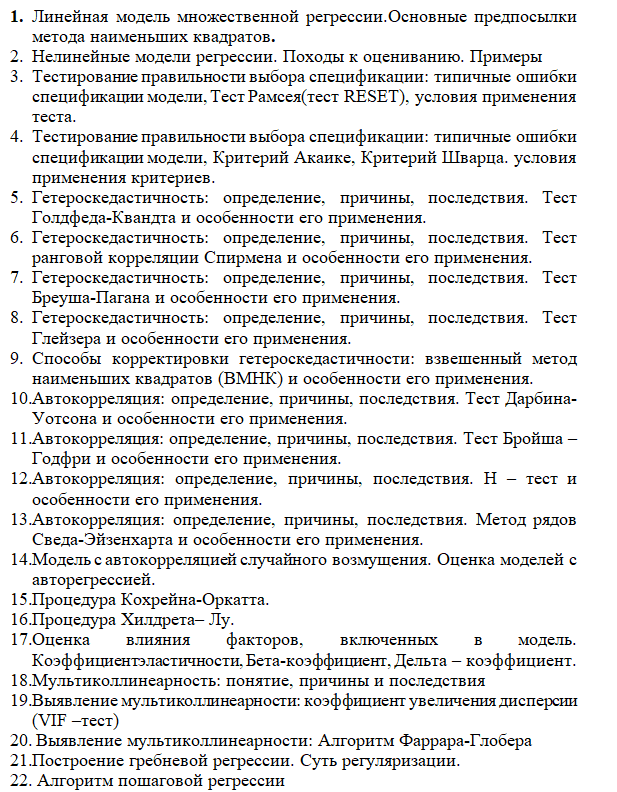 1. Линейная модель множественной регрессии.Основные предпосылки
метода наименьших квадратов.
2. Нелинейные модели регрессии. Походы к оцениванию. Примеры
3. Тестирование правильности выбора спецификации: типичные ошибки
спецификации модели, Тест Рамсея(тест RESET), условия применения
теста.
4. Тестирование правильности выбора спецификации: типичные ошибки
спецификации модели, Критерий Акаике, Критерий Шварца. условия
применения критериев.
5. Гетероскедастичность: определение, причины, последствия. Тест
Голдфеда-Квандта и особенности его применения.
6. Гетероскедастичность: определение, причины, последствия. Тест
ранговой корреляции Спирмена и особенности его применения.
7. Гетероскедастичность: определение, причины, последствия. Тест
Бреуша-Пагана и особенности его применения.
8. Гетероскедастичность: определение, причины, последствия. Тест
Глейзера и особенности его применения.
9. Способы корректировки гетероскедастичности: взвешенный метод
наименьших квадратов (ВМНК) и особенности его применения.
10.Автокорреляция: определение, причины, последствия. Тест Дарбина-
Уотсона и особенности его применения.
11.Автокорреляция: определение, причины, последствия. Тест Бройша –
Годфри и особенности его применения.
12.Автокорреляция: определение, причины, последствия. Н – тест и
особенности его применения.
13.Автокорреляция: определение, причины, последствия. Метод рядов
Сведа-Эйзенхарта и особенности его применения.
14.Модель с автокорреляцией случайного возмущения. Оценка моделей с
авторегрессией.
15.Процедура Кохрейна-Оркатта.
16.Процедура Хилдрета– Лу.
17.Оценка влияния факторов, включенных в модель.
Коэффициентэластичности, Бета-коэффициент, Дельта – коэффициент.
18.Мультиколлинеарность: понятие, причины и последствия
19.Выявление мультиколлинеарности: коэффициент увеличения дисперсии
(VIF –тест)
20. Выявление мультиколлинеарности: Алгоритм Фаррара-Глобера
21.Построение гребневой регрессии. Суть регуляризации.
22. Алгоритм пошаговой регрессии